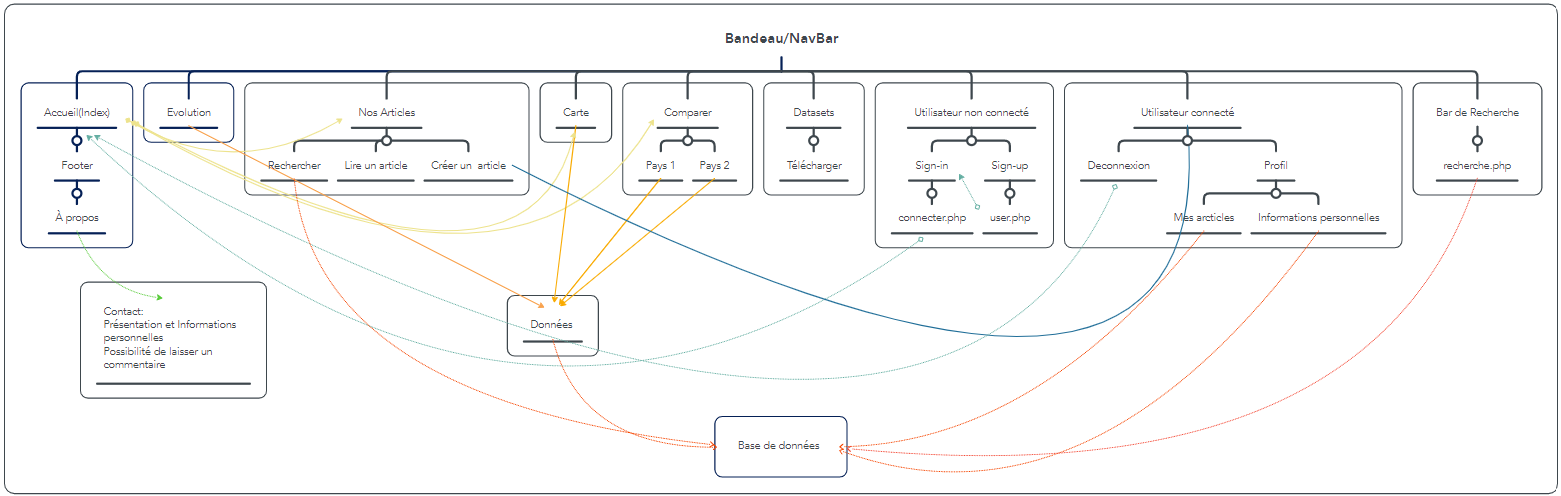 Bandeau/NavBar
Accueil(Index)
Evolution
Nos Articles
Carte
Comparer
Datasets
Utilisateur non connecté
Utilisateur connecté
Bar de Recherche
Footer
Rechercher
Lire un article
Créer un article
Pays 1
Pays 2
Télécharger
Sign-in
Sign-up
Deconnexion
Profil
recherche.php
À propos
connecter.php
user.php
Mes arcticles
Informations personnelles
Contact:
Présentation et Informations
personnelles
Possibilité de laisser un
commentaire
Données
Base de données